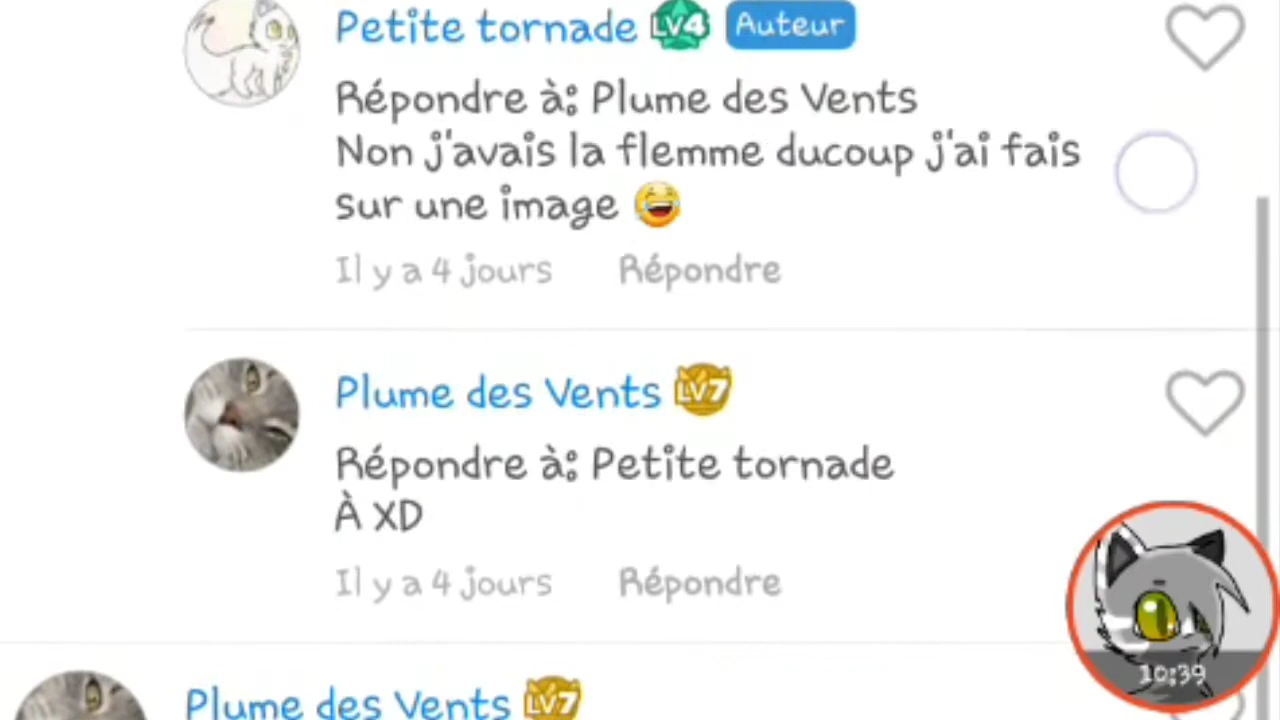 Petite tornade LV4 Auteur
Répondre à: Plume des Vents
Non j'avais la flemme ducoup j'ai fais
sur une image 😂
Il y a 4 jours Répondre
Plume des Vents LV7
Répondre à: Petite tornade
À XD
Il y a 4 jours Répondre
10:39
Plume des Vents LV7